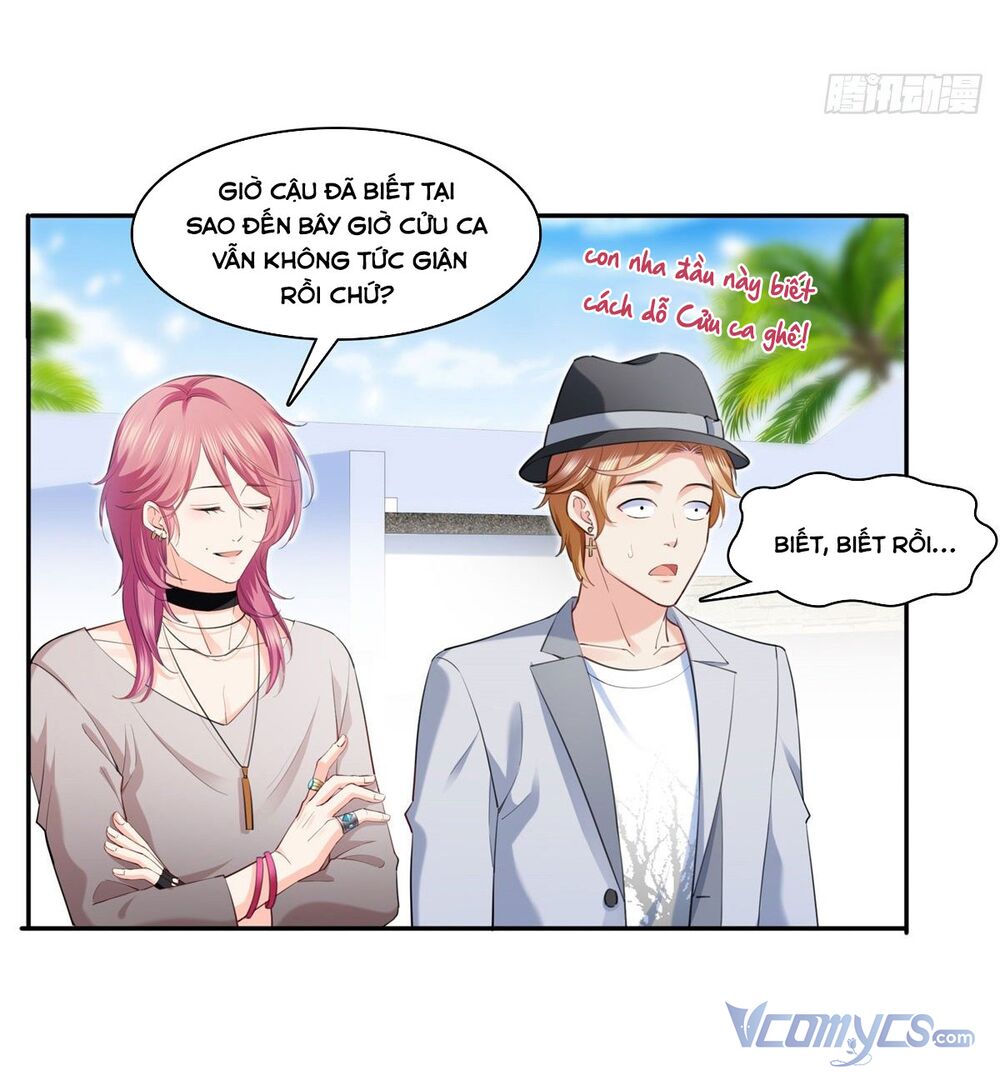 腾讯动漫
GIỜ CẬU ĐÃ BIẾT TẠI
SAO ĐẾN BÂY GIỜ CỬU CA
VẪN KHÔNG TỨC GIẬN
RỒI CHỨ?
con nha đầu này biết
cách dỗ Cửu ca ghê!
BIẾT, BIẾT RỒI...
Vcomycs.com